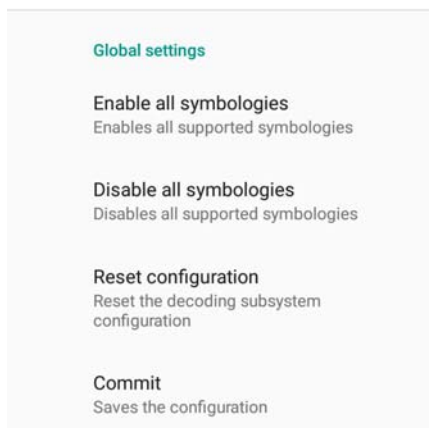 Global settings
Enable all symbologies
Enables all supported symbologies
Disable all symbologies
Disables all supported symbologies
Reset configuration
Reset the decoding subsystem
configuration
Commit
Saves the configuration